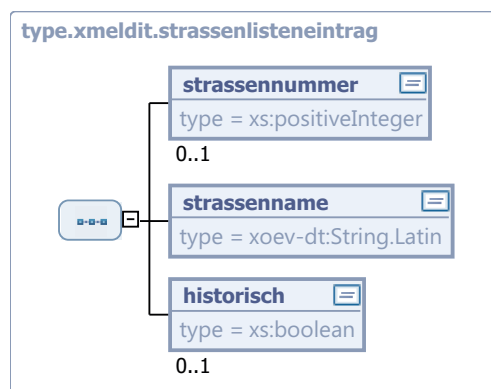 type.xmeldit.strassenlisteneintrag
strassennummer
type = xs:positiveInteger
0..1
strassenname
type = xoev-dt:String.Latin
historisch
type = xs:boolean
0..1